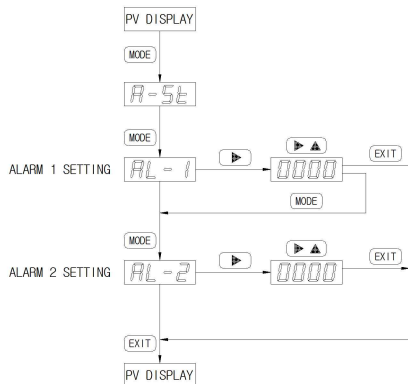 PV DISPLAY
MODE
A-St
MODE
ALARM 1 SETTING AL-1 0000 EXIT
MODE
MODE
ALARM 2 SETTING AL-2 0000 EXIT
EXIT
PV DISPLAY